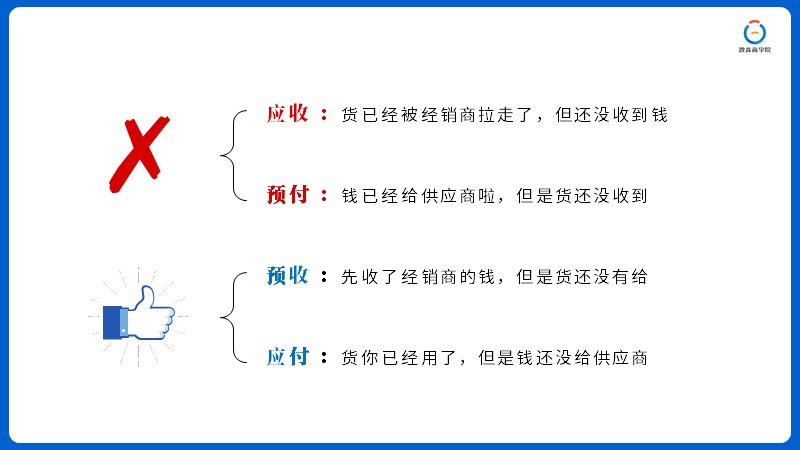 微淼商学院
应收：货已经被经销商拉走了，但还没收到钱
预付：钱已经给供应商啦，但是货还没收到
预收：先收了经销商的钱，但是货还没有给
应付：货你已经用了，但是钱还没给供应商